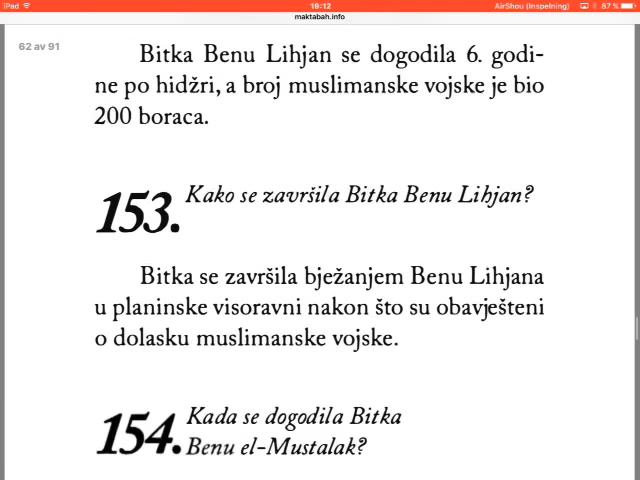 iPad 19:12 AirShou (Inspelning) 87 %
maktabah.info
62 av 91
Bitka Benu Lihjan se dogodila 6. godi-
ne po hidžri, a broj muslimanske vojske je bio
200 boraca.
153. Kako se završila Bitka Benu Lihjan?
Bitka se završila bježanjem Benu Lihjana
u planinske visoravni nakon što su obavješteni
o dolasku muslimanske vojske.
154. Kada se dogodila Bitka
Benu el-Mustalak?